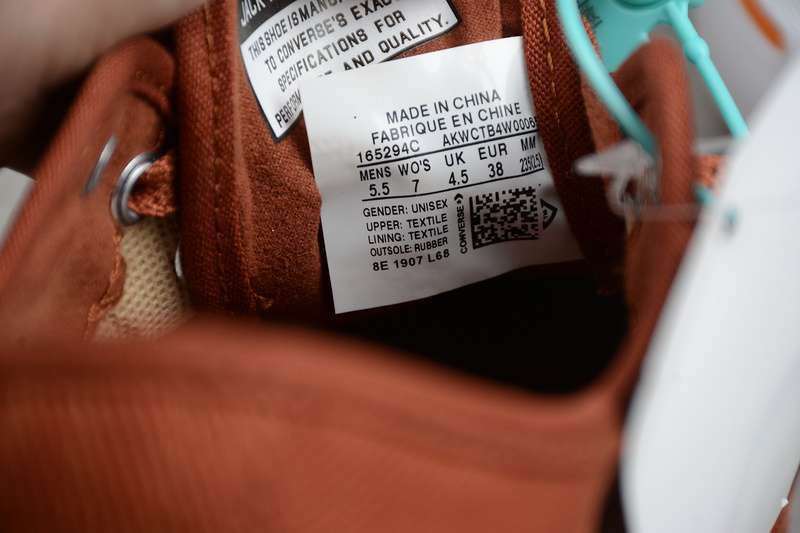 THIS SHOE IS MANU
TO CONVERSE'S EXAC
SPECIFICATIONS FOR
PERFORM E AND QUALITY.
MADE IN CHINA
FABRIQUE EN CHINE
165294C AKWCTB4W0006
MENS WO'S UK EUR MM
5.5 7 4.5 38 235(2.5)
GENDER: UNISEX
UPPER: TEXTILE
LINING: TEXTILE
OUTSOLE: RUBBER
8E 1907 L68
CONVERSE